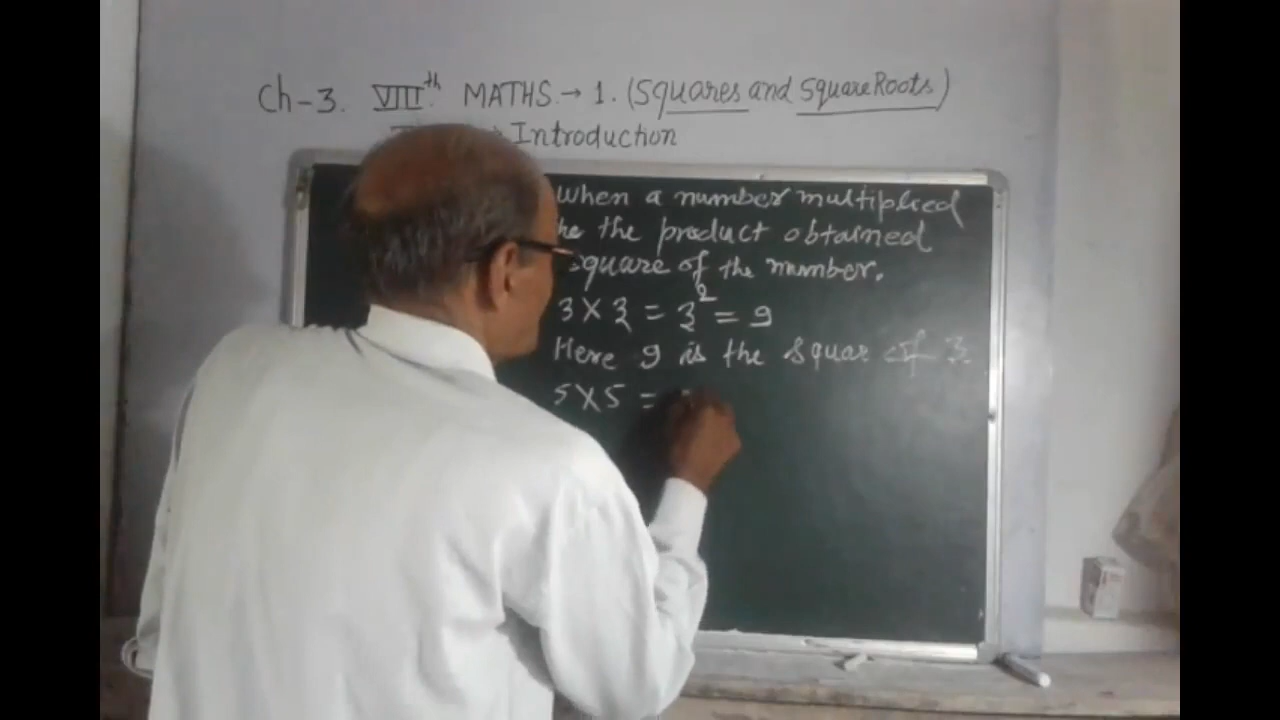 Ch-3. VIIIth MATHS → 1. (Squares and Square Roots)
Introduction
When a number multiplied
the product obtained
square of the number.
3 X 3 = 3² = 9
Here 9 is the squar of 3
5 X 5 =